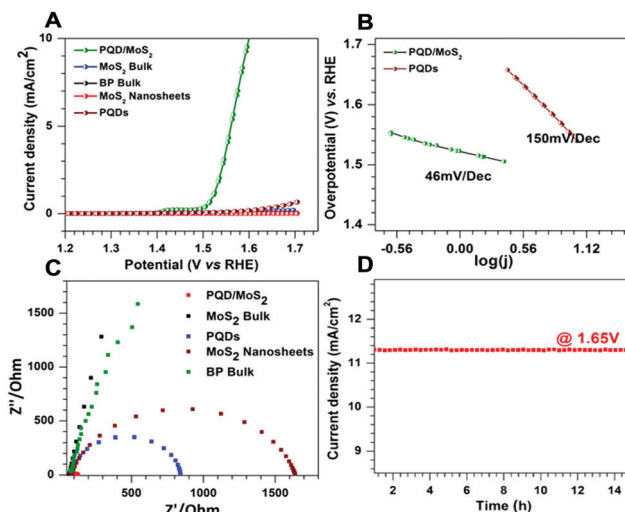 A
PQD/MoS2
MoS2 Bulk
BP Bulk
MoS2 Nanosheets
PQDs
Current density (mA/cm2)
10
5
0
1.2 1.3 1.4 1.5 1.6 1.7
Potential (V vs RHE)
B
PQD/MoS2
PQDs
150mV/Dec
46mV/Dec
Overpotential (V) vs. RHE
1.7
1.6
1.5
1.4
-0.56 0.00 0.56 1.12
log(j)
C
PQD/MoS2
MoS2 Bulk
PQDs
MoS2 Nanosheets
BP Bulk
Z''/Ohm
1500
1000
500
0
500 1000 1500
Z'/Ohm
D
@ 1.65V
Current density (mA/cm2)
13
12
11
10
9
2 4 6 8 10 12 14
Time (h)